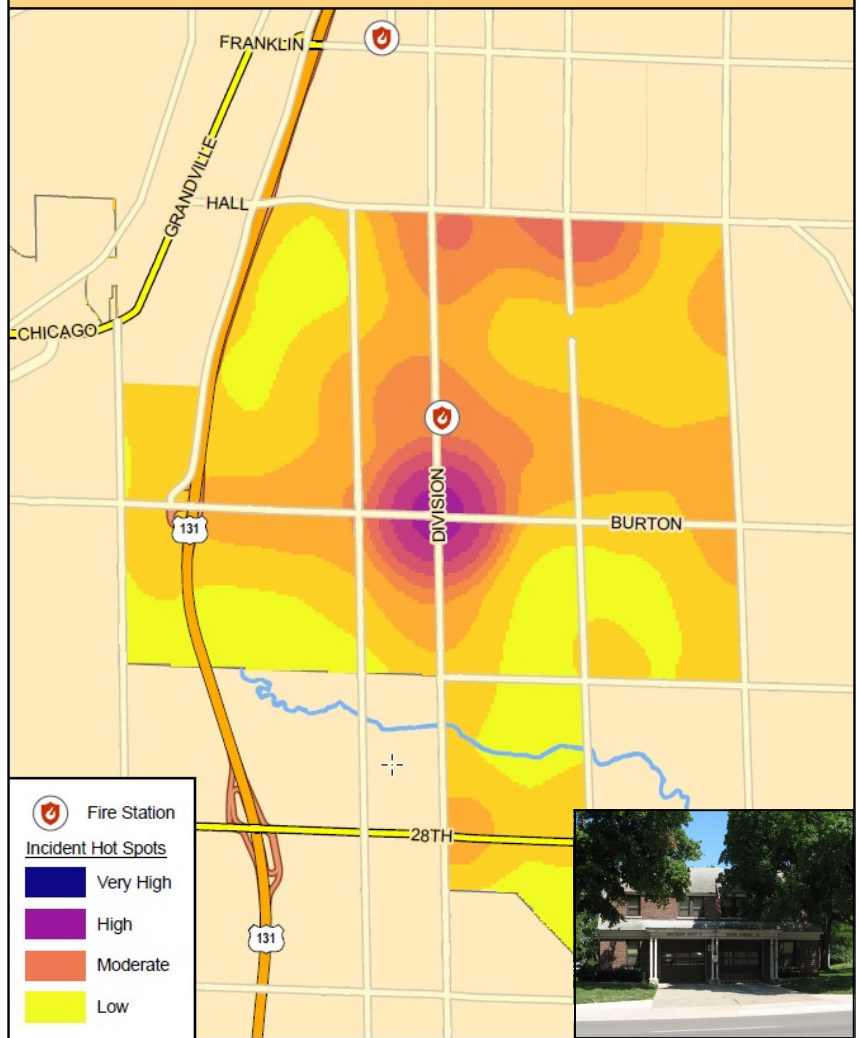 FRANKLIN
GRANDVILLE
HALL
CHICAGO
DIVISION
BURTON
131
28TH
131
Fire Station
Incident Hot Spots
Very High
High
Moderate
Low